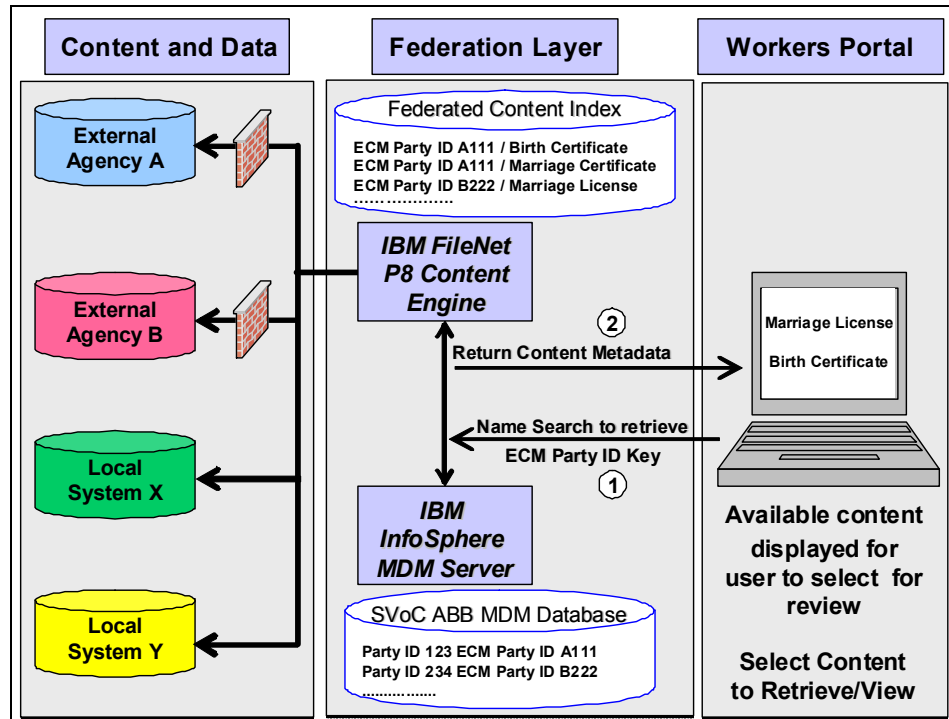 Content and Data
Federation Layer
Workers Portal
External
Agency A
External
Agency B
Local
System X
Local
System Y
Federated Content Index
ECM Party ID A111 / Birth Certificate
ECM Party ID A111 / Marriage Certificate
ECM Party ID B222 / Marriage License
..................
IBM FileNet
P8 Content
Engine
2
Return Content Metadata
Name Search to retrieve
ECM Party ID Key
1
IBM
InfoSphere
MDM Server
SVoC ABB MDM Database
Party ID 123 ECM Party ID A111
Party ID 234 ECM Party ID B222
.................
Marriage License
Birth Certificate
Available content
displayed for
user to select for
review
Select Content
to Retrieve/View